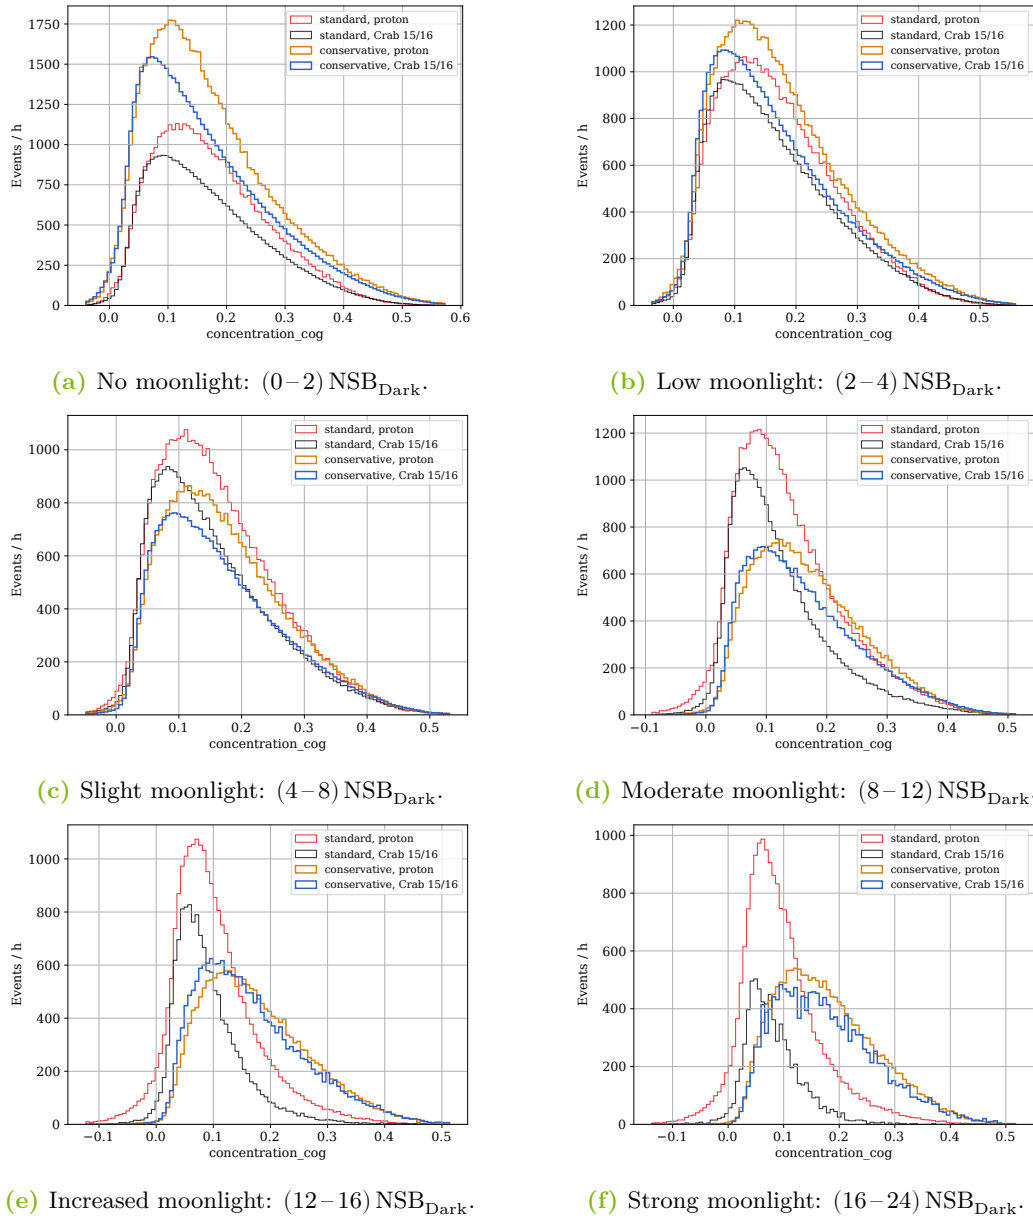 standard, proton
standard, Crab 15/16
conservative, proton
conservative, Crab 15/16
Events / h
1750
1500
1250
1000
750
500
250
0
0.0 0.1 0.2 0.3 0.4 0.5 0.6
concentration_cog
(a) No moonlight: (0–2) NSB_Dark.
standard, proton
standard, Crab 15/16
conservative, proton
conservative, Crab 15/16
Events / h
1200
1000
800
600
400
200
0
0.0 0.1 0.2 0.3 0.4 0.5
concentration_cog
(b) Low moonlight: (2–4) NSB_Dark.
standard, proton
standard, Crab 15/16
conservative, proton
conservative, Crab 15/16
Events / h
1000
800
600
400
200
0
0.0 0.1 0.2 0.3 0.4 0.5
concentration_cog
(c) Slight moonlight: (4–8) NSB_Dark.
standard, proton
standard, Crab 15/16
conservative, proton
conservative, Crab 15/16
Events / h
1200
1000
800
600
400
200
0
−0.1 0.0 0.1 0.2 0.3 0.4 0.5
concentration_cog
(d) Moderate moonlight: (8–12) NSB_Dark.
standard, proton
standard, Crab 15/16
conservative, proton
conservative, Crab 15/16
Events / h
1000
800
600
400
200
0
−0.1 0.0 0.1 0.2 0.3 0.4 0.5
concentration_cog
(e) Increased moonlight: (12–16) NSB_Dark.
standard, proton
standard, Crab 15/16
conservative, proton
conservative, Crab 15/16
Events / h
1000
800
600
400
200
0
−0.1 0.0 0.1 0.2 0.3 0.4 0.5
concentration_cog
(f) Strong moonlight: (16–24) NSB_Dark.